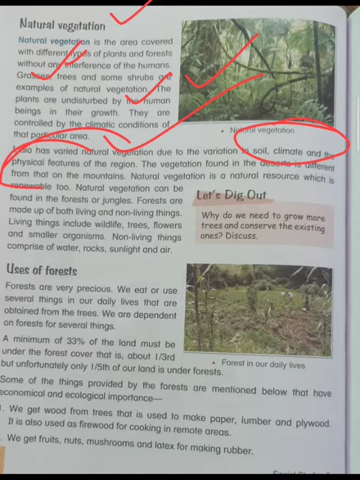 Natural vegetation
Natural vegetation is the area covered
with different types of plants and forests
without any interference of the humans.
Grasses, trees and some shrubs are
examples of natural vegetation. The
plants are undisturbed by the human
beings in their growth. They are
controlled by the climatic conditions of
that particular area.
Natural vegetation
India has varied natural vegetation due to the variation in soil, climate and the
physical features of the region. The vegetation found in the deserts is different
from that on the mountains. Natural vegetation is a natural resource which is
renewable too. Natural vegetation can be
found in the forests or jungles. Forests are
made up of both living and non-living things.
Living things include wildlife, trees, flowers
and smaller organisms. Non-living things
comprise of water, rocks, sunlight and air.
Let's Dig Out
Why do we need to grow more
trees and conserve the existing
ones? Discuss.
Uses of forests
Forests are very precious. We eat or use
several things in our daily lives that are
obtained from the trees. We are dependent
on forests for several things.
A minimum of 33% of the land must be
under the forest cover that is, about 1/3rd
but unfortunately only 1/5th of our land is under forests.
Forest in our daily lives
Some of the things provided by the forests are mentioned below that have
economical and ecological importance—
. We get wood from trees that is used to make paper, lumber and plywood.
It is also used as firewood for cooking in remote areas.
. We get fruits, nuts, mushrooms and latex for making rubber.